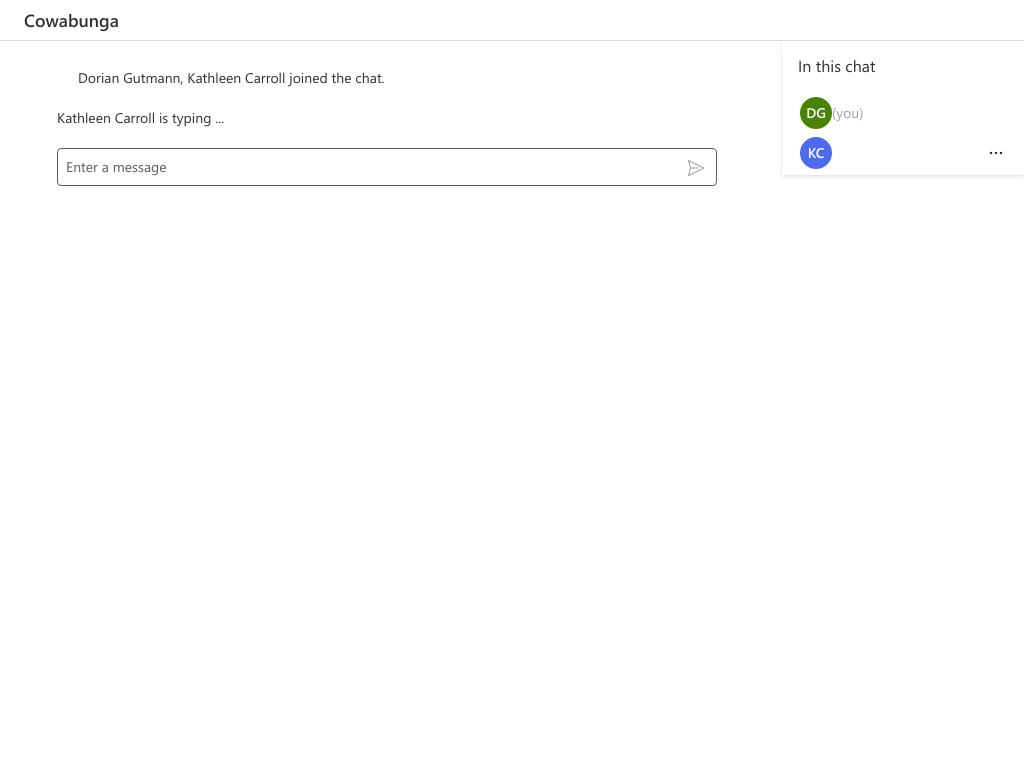 Cowabunga
Dorian Gutmann, Kathleen Carroll joined the chat.
Kathleen Carroll is typing ...
Enter a message
In this chat
DG (you)
KC